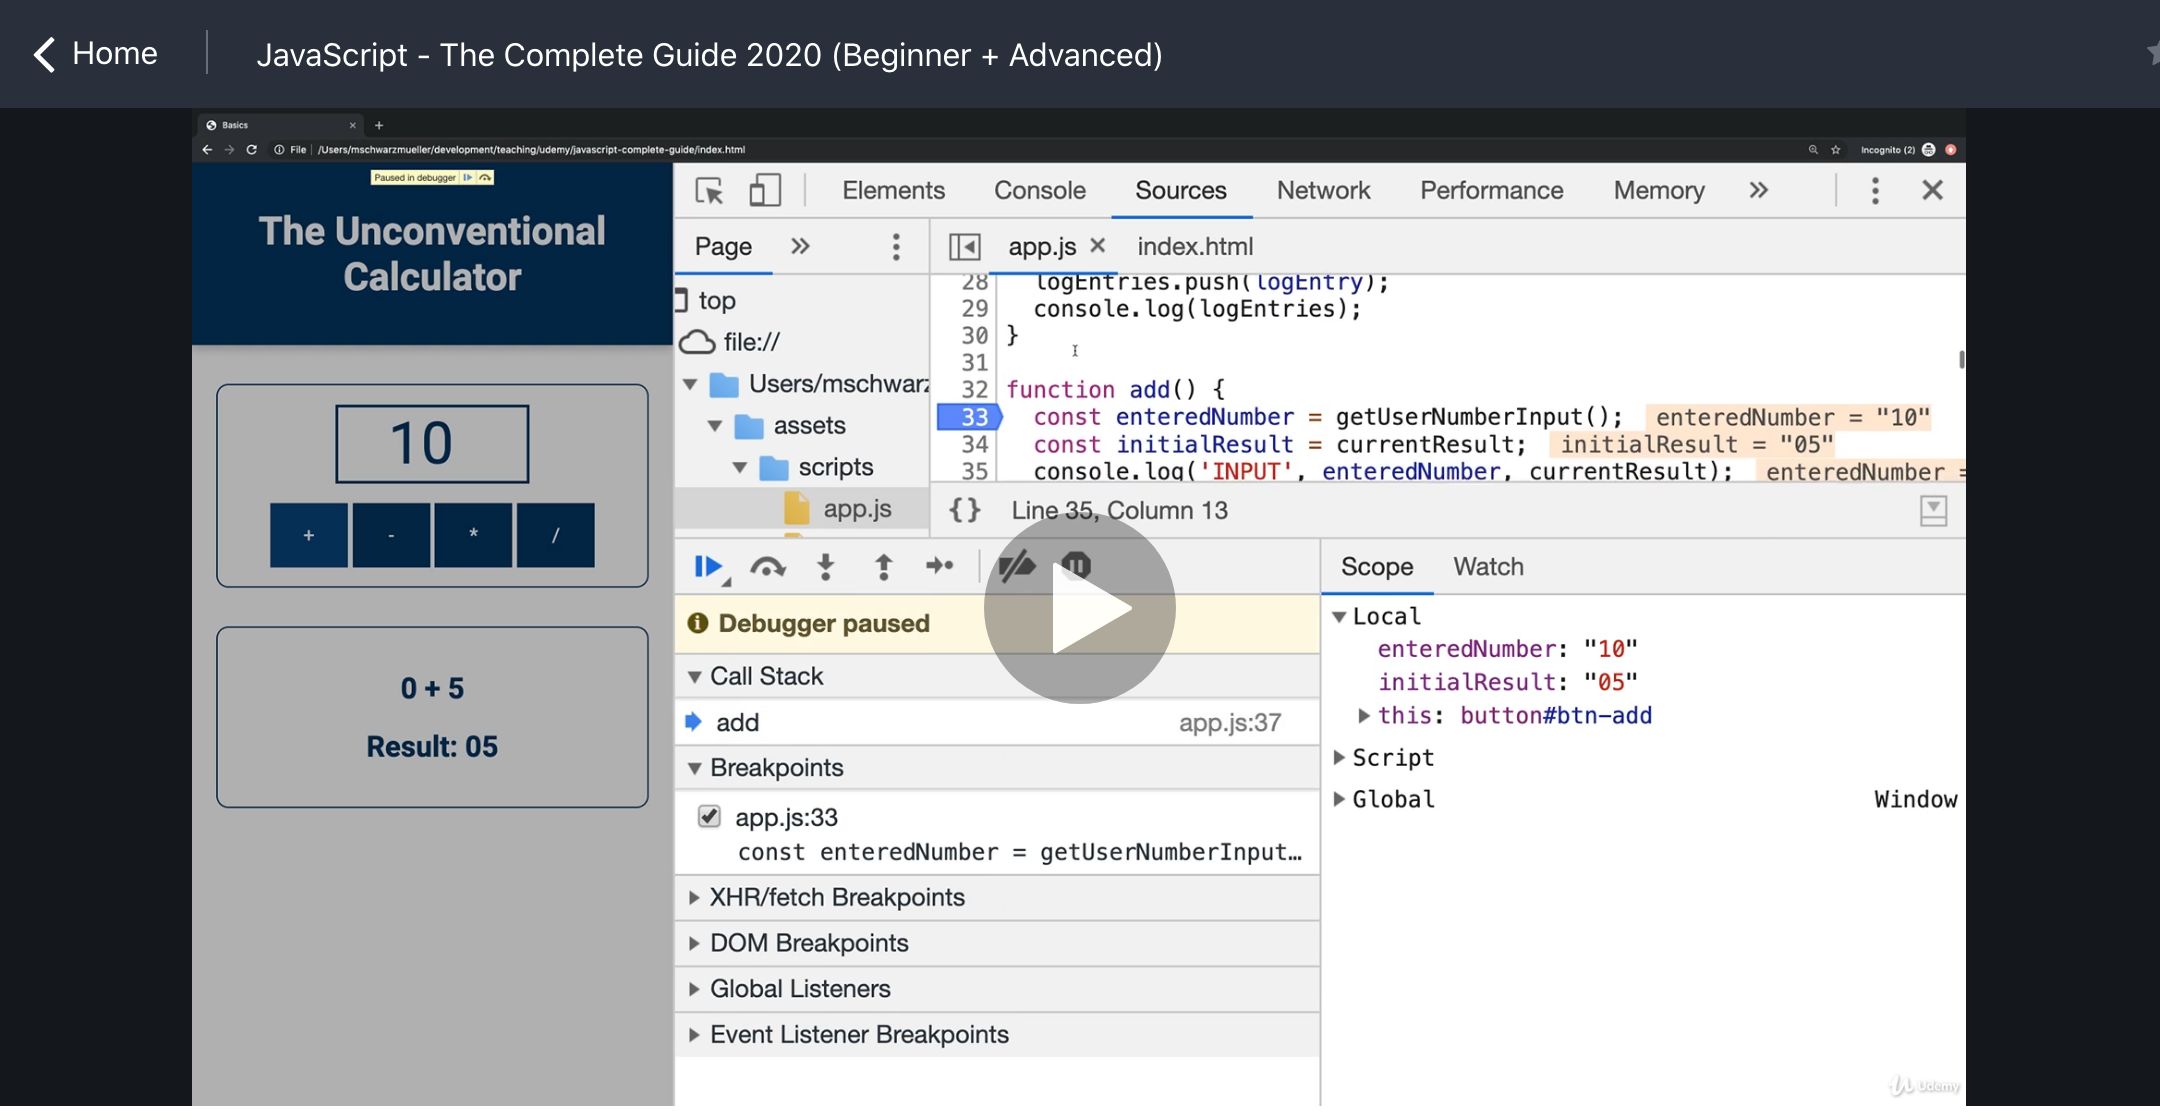 Home
JavaScript - The Complete Guide 2020 (Beginner + Advanced)
Basics
File /Users/mschwarzmueller/development/teaching/udemy/javascript-complete-guide/index.html
Incognito (2)
Paused in debugger
The Unconventional
Calculator
10
+ - * /
0 + 5
Result: 05
Elements Console Sources Network Performance Memory
Page
app.js index.html
top
file://
Users/mschwarz
assets
scripts
app.js
28 logEntries.push(logEntry);
29 console.log(logEntries);
30 }
31
32 function add() {
33 const enteredNumber = getUserNumberInput(); enteredNumber = "10"
34 const initialResult = currentResult; initialResult = "05"
35 console.log('INPUT', enteredNumber, currentResult); enteredNumber =
{} Line 35, Column 13
Debugger paused
Call Stack
add app.js:37
Breakpoints
app.js:33
const enteredNumber = getUserNumberInput…
XHR/fetch Breakpoints
DOM Breakpoints
Global Listeners
Event Listener Breakpoints
Scope Watch
Local
enteredNumber: "10"
initialResult: "05"
this: button#btn-add
Script
Global Window
Udemy